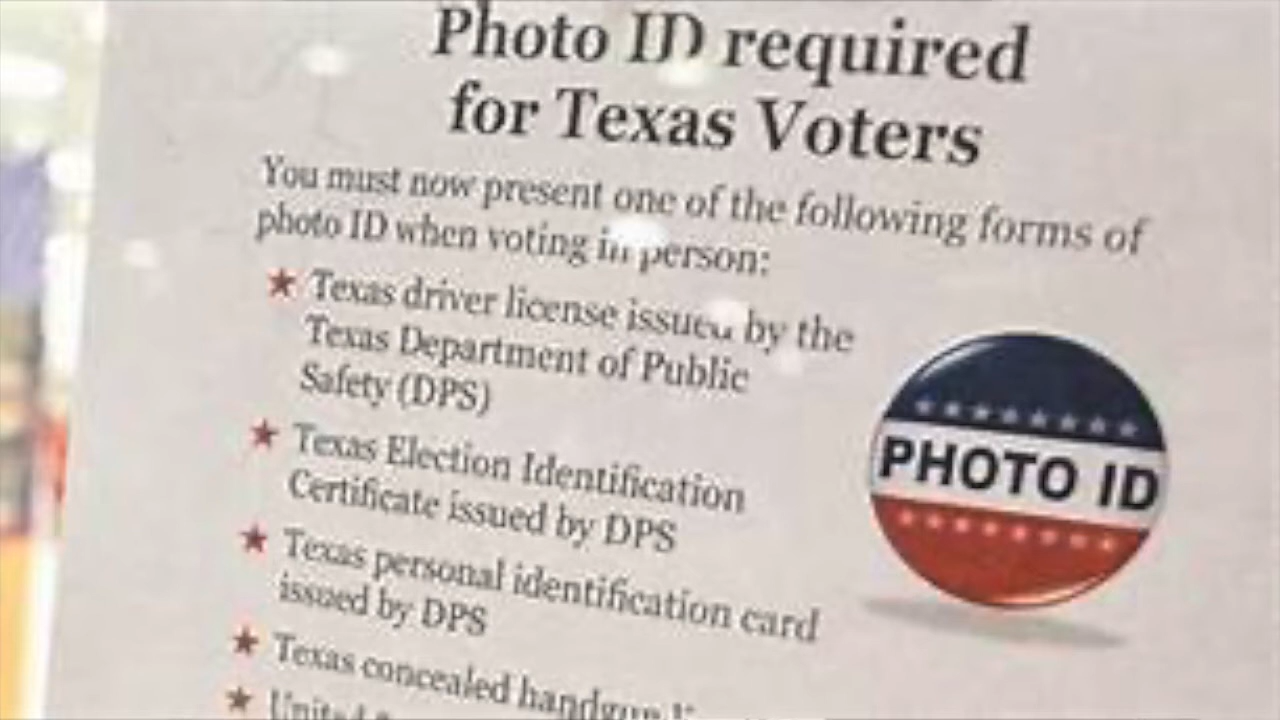 Photo ID required
for Texas Voters
You must now present one of the following forms of
photo ID when voting in person:
Texas driver license issued by the
Texas Department of Public
Safety (DPS)
PHOTO ID
Texas Election Identification
Certificate issued by DPS
Texas personal identification card
issued by DPS
Texas concealed handgun
United